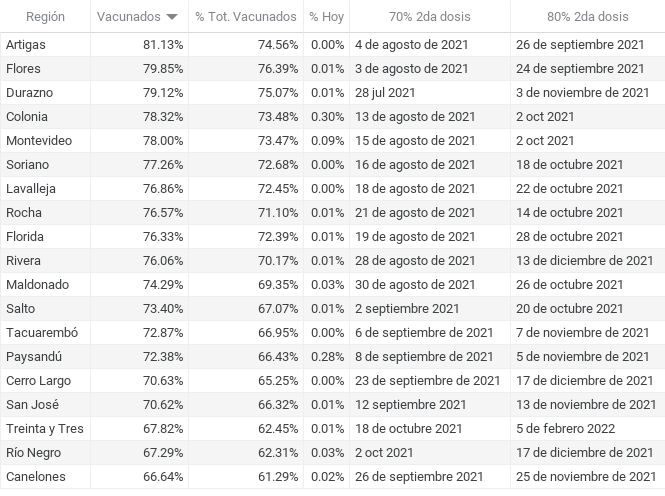 Región Vacunados % Tot. Vacunados % Hoy 70% 2da dosis 80% 2da dosis
Artigas 81.13% 74.56% 0.00% 4 de agosto de 2021 26 de septiembre 2021
Flores 79.85% 76.39% 0.01% 3 de agosto de 2021 24 de septiembre 2021
Durazno 79.12% 75.07% 0.01% 28 jul 2021 3 de noviembre de 2021
Colonia 78.32% 73.48% 0.30% 13 de agosto de 2021 2 oct 2021
Montevideo 78.00% 73.47% 0.09% 15 de agosto de 2021 2 oct 2021
Soriano 77.26% 72.68% 0.00% 16 de agosto de 2021 18 de octubre 2021
Lavalleja 76.86% 72.45% 0.00% 18 de agosto de 2021 22 de octubre 2021
Rocha 76.57% 71.10% 0.01% 21 de agosto de 2021 14 de octubre 2021
Florida 76.33% 72.39% 0.01% 19 de agosto de 2021 28 de octubre 2021
Rivera 76.06% 70.17% 0.01% 28 de agosto de 2021 13 de diciembre de 2021
Maldonado 74.29% 69.35% 0.03% 30 de agosto de 2021 26 de octubre 2021
Salto 73.40% 67.07% 0.01% 2 septiembre 2021 20 de octubre 2021
Tacuarembó 72.87% 66.95% 0.00% 6 de septiembre de 2021 7 de noviembre de 2021
Paysandú 72.38% 66.43% 0.28% 8 de septiembre de 2021 5 de noviembre de 2021
Cerro Largo 70.63% 65.25% 0.00% 23 de septiembre de 2021 17 de diciembre de 2021
San José 70.62% 66.32% 0.01% 12 septiembre 2021 13 de noviembre de 2021
Treinta y Tres 67.82% 62.45% 0.01% 18 de octubre de 2021 5 de febrero 2022
Río Negro 67.29% 62.31% 0.03% 2 oct 2021 17 de diciembre de 2021
Canelones 66.64% 61.29% 0.02% 26 de septiembre 2021 25 de noviembre de 2021